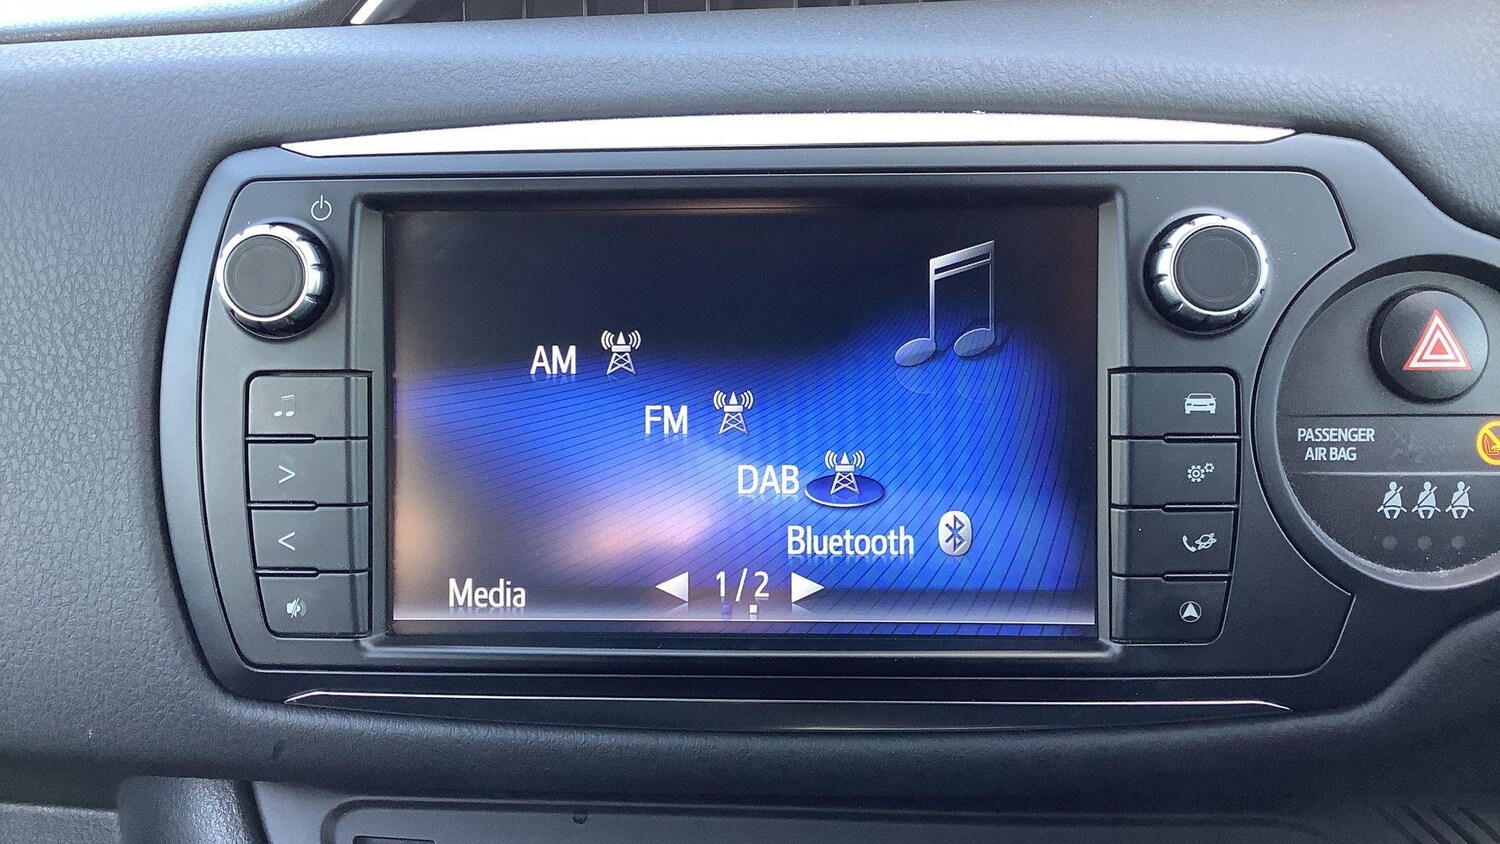 AM
FM
DAB
Bluetooth
Media
1/2
PASSENGER
AIR BAG